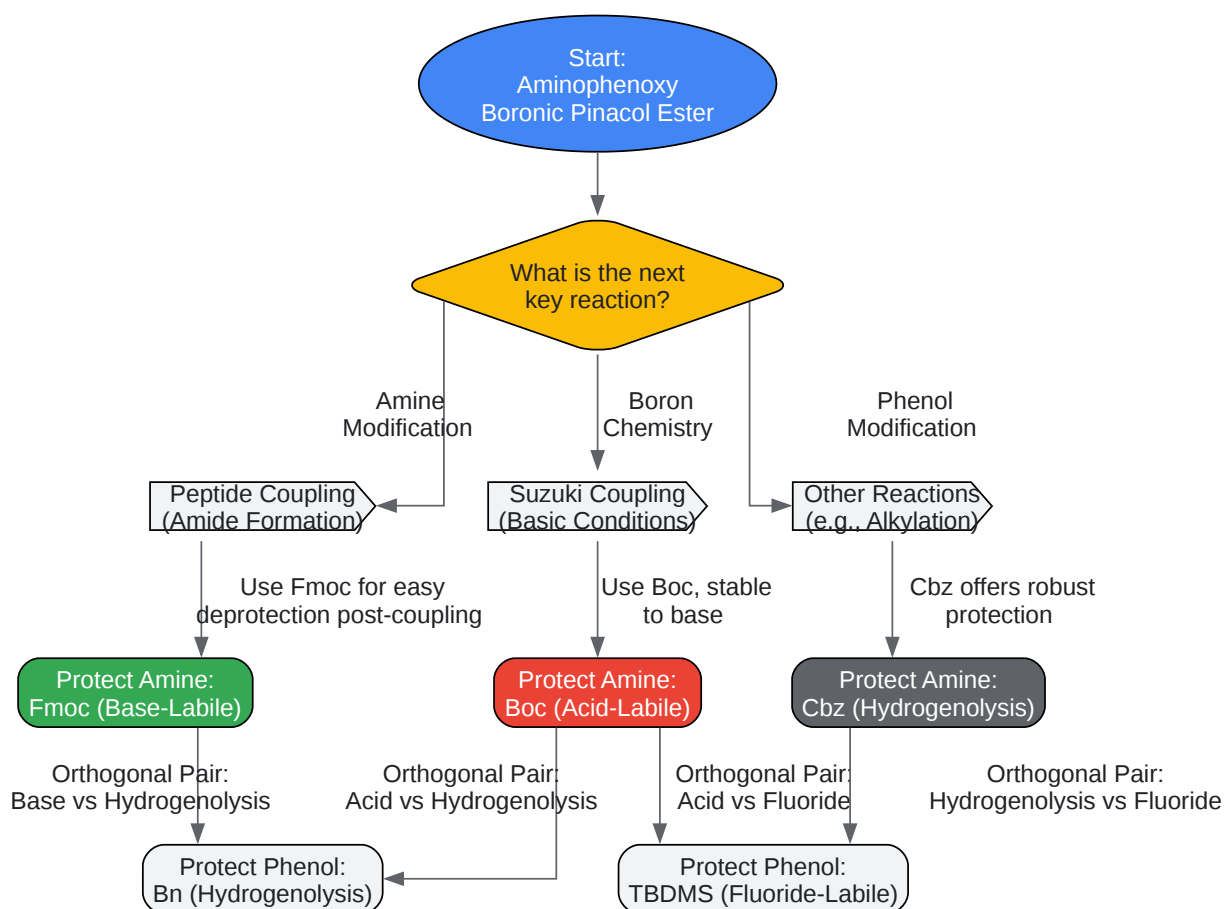 Start:
Aminophenoxy
Boronic Pinacol Ester
What is the next
key reaction?
Amine
Modification
Boron
Chemistry
Phenol
Modification
Peptide Coupling
(Amide Formation)
Suzuki Coupling
(Basic Conditions)
Other Reactions
(e.g., Alkylation)
Use Fmoc for easy
deprotection post-coupling
Use Boc, stable
to base
Cbz offers robust
protection
Protect Amine:
Fmoc (Base-Labile)
Protect Amine:
Boc (Acid-Labile)
Protect Amine:
Cbz (Hydrogenolysis)
Orthogonal Pair:
Base vs Hydrogenolysis
Orthogonal Pair:
Acid vs Hydrogenolysis
Orthogonal Pair:
Acid vs Fluoride
Orthogonal Pair:
Hydrogenolysis vs Fluoride
Protect Phenol:
Bn (Hydrogenolysis)
Protect Phenol:
TBDMS (Fluoride-Labile)